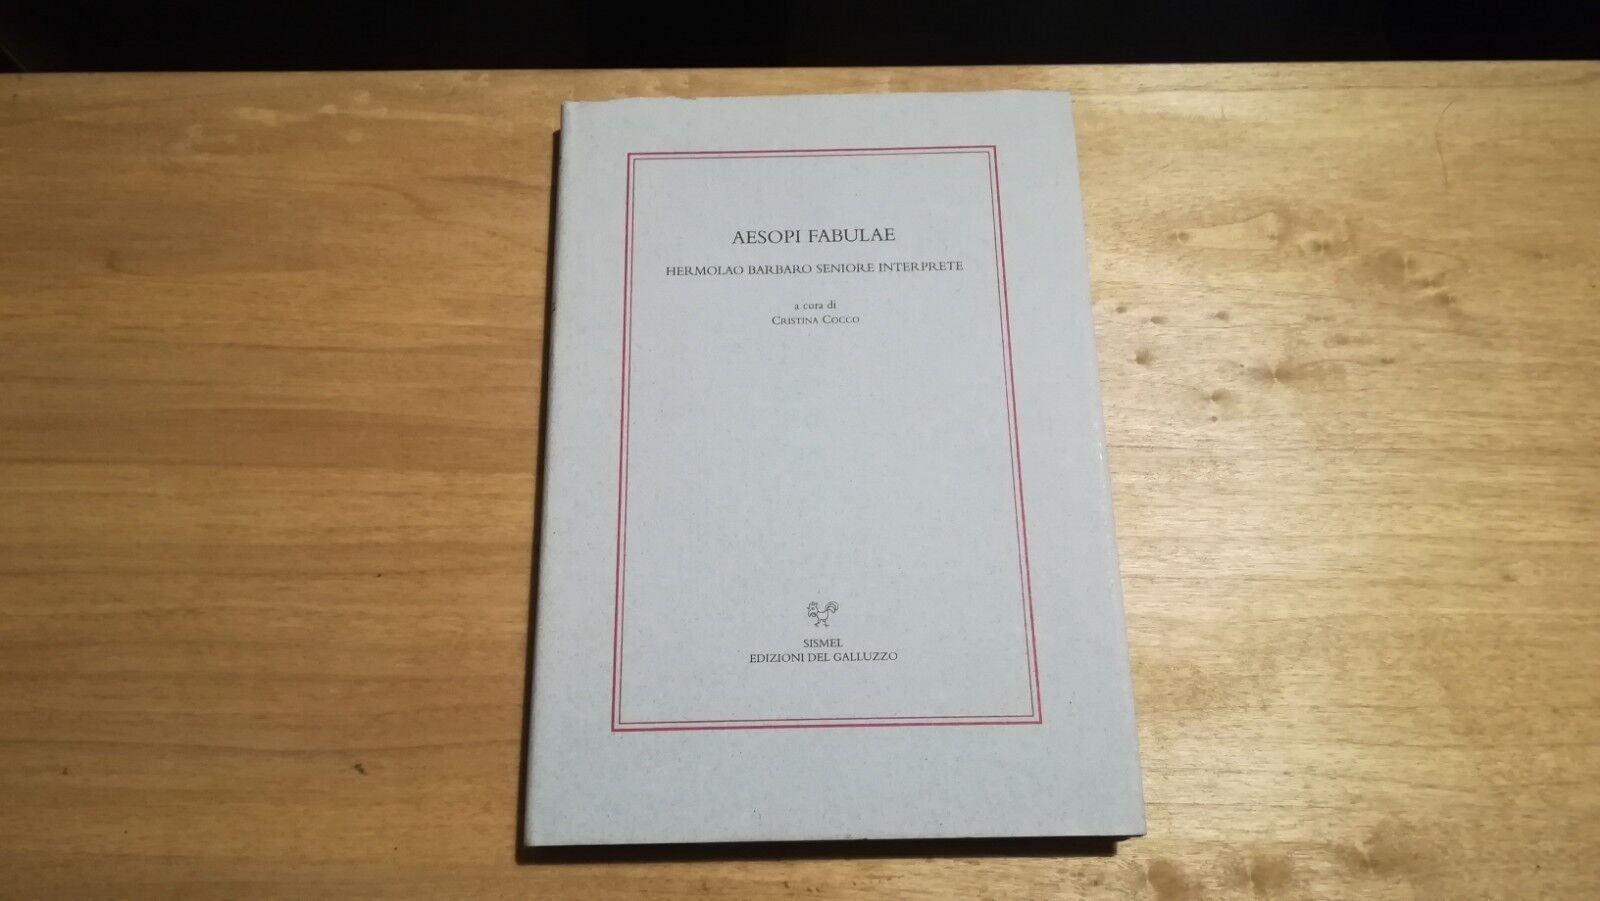 AESOPI FABULAE
HERMOLAO BARBARO SENIORE INTERPRETE
a cura di
CRISTINA COCCO
SISMEL
EDIZIONI DEL GALLUZZO